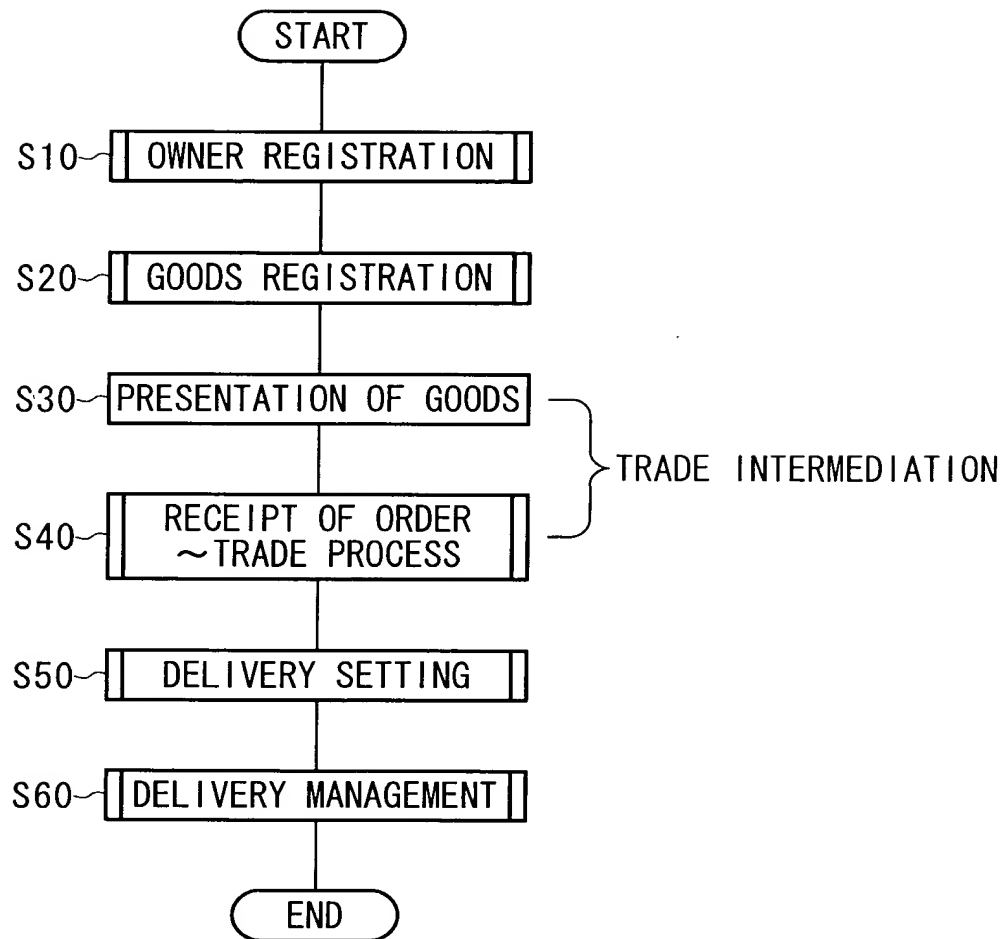 START
S10 OWNER REGISTRATION
S20 GOODS REGISTRATION
S30 PRESENTATION OF GOODS
TRADE INTERMEDIATION
S40 RECEIPT OF ORDER
~TRADE PROCESS
S50 DELIVERY SETTING
S60 DELIVERY MANAGEMENT
END